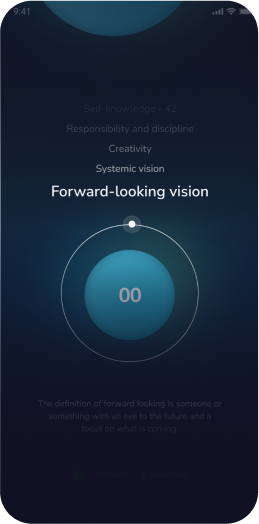 9:41
Self-knowledge - 42
Responsibility and discipline
Creativity
Systemic vision
Forward-looking vision
00
The definition of forward looking is someone or
something with an eye to the future and a
focus on what is coming